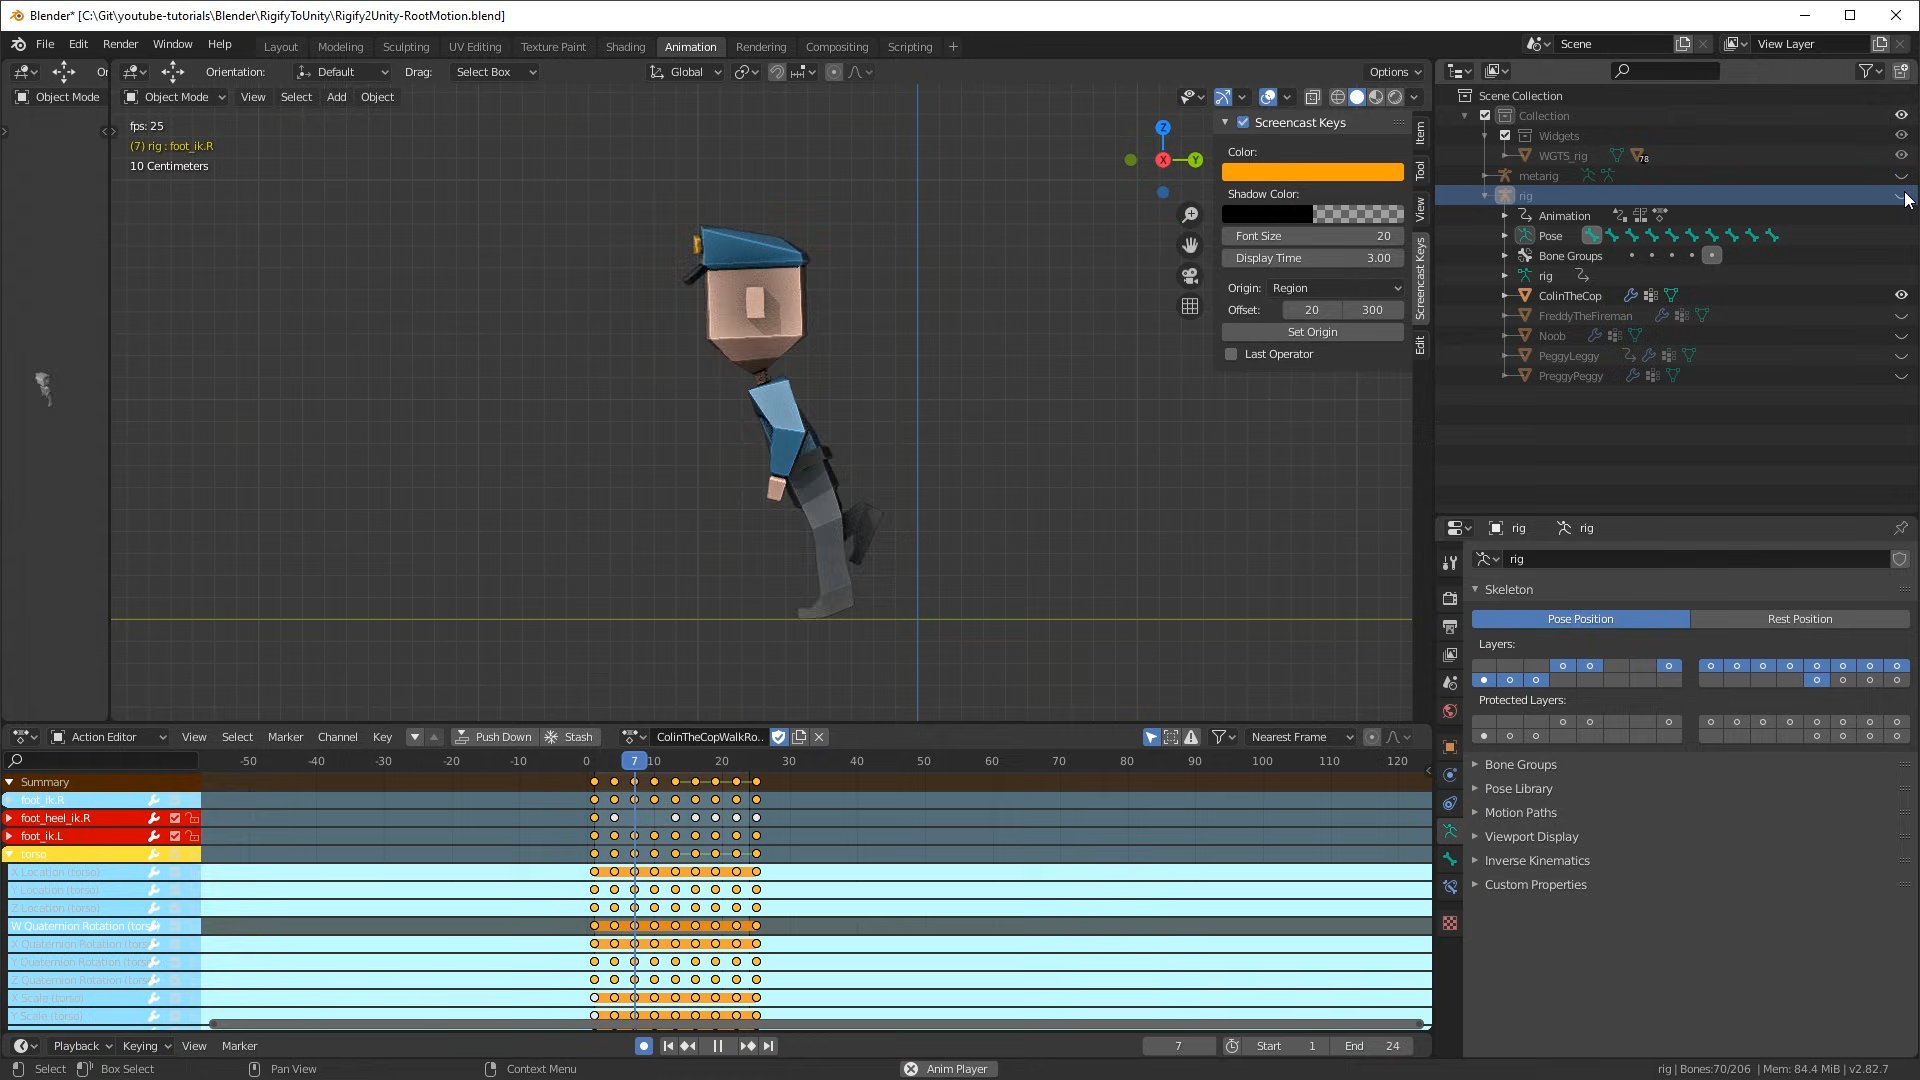 Blender* [C:\Git\youtube-tutorials\Blender\RigifyToUnity\Rigify2Unity-RootMotion.blend]
File Edit Render Window Help Layout Modeling Sculpting UV Editing Texture Paint Shading Animation Rendering Compositing Scripting + Scene View Layer
Or Orientation: Default Drag: Select Box Global Options
Object Mode Object Mode View Select Add Object
fps: 25
(7) rig : foot_ik.R
10 Centimeters
Z
X
Y
Screencast Keys
Color:
Shadow Color:
Font Size 20
Display Time 3.00
Origin: Region
Offset: 20 300
Set Origin
Last Operator
Item
Tool
View
Screencast Keys
Edit
Scene Collection
Collection
Widgets
WGTS_rig 78
metarig
rig
Animation
Pose
Bone Groups
rig
ColinTheCop
FreddyTheFireman
Noob
PeggyLeggy
PreggyPeggy
rig rig
rig
Skeleton
Pose Position Rest Position
Layers:
Protected Layers:
Bone Groups
Pose Library
Motion Paths
Viewport Display
Inverse Kinematics
Custom Properties
Action Editor View Select Marker Channel Key Push Down Stash ColinTheCopWalkRo.. Nearest Frame
-50 -40 -30 -20 -10 0 7 10 20 30 40 50 60 70 80 90 100 110 120
Summary
foot_ik.R
foot_heel_ik.R
foot_ik.L
torso
X Location (torso)
Y Location (torso)
Z Location (torso)
W Quaternion Rotation (tors
X Quaternion Rotation (tors
Y Quaternion Rotation (tors
Z Quaternion Rotation (tors
X Scale (torso)
Y Scale (torso)
Playback Keying View Marker 7 Start 1 End 24
Select Box Select Pan View Context Menu Anim Player rig | Bones:70/206 | Mem: 84.4 MiB | v2.82.7